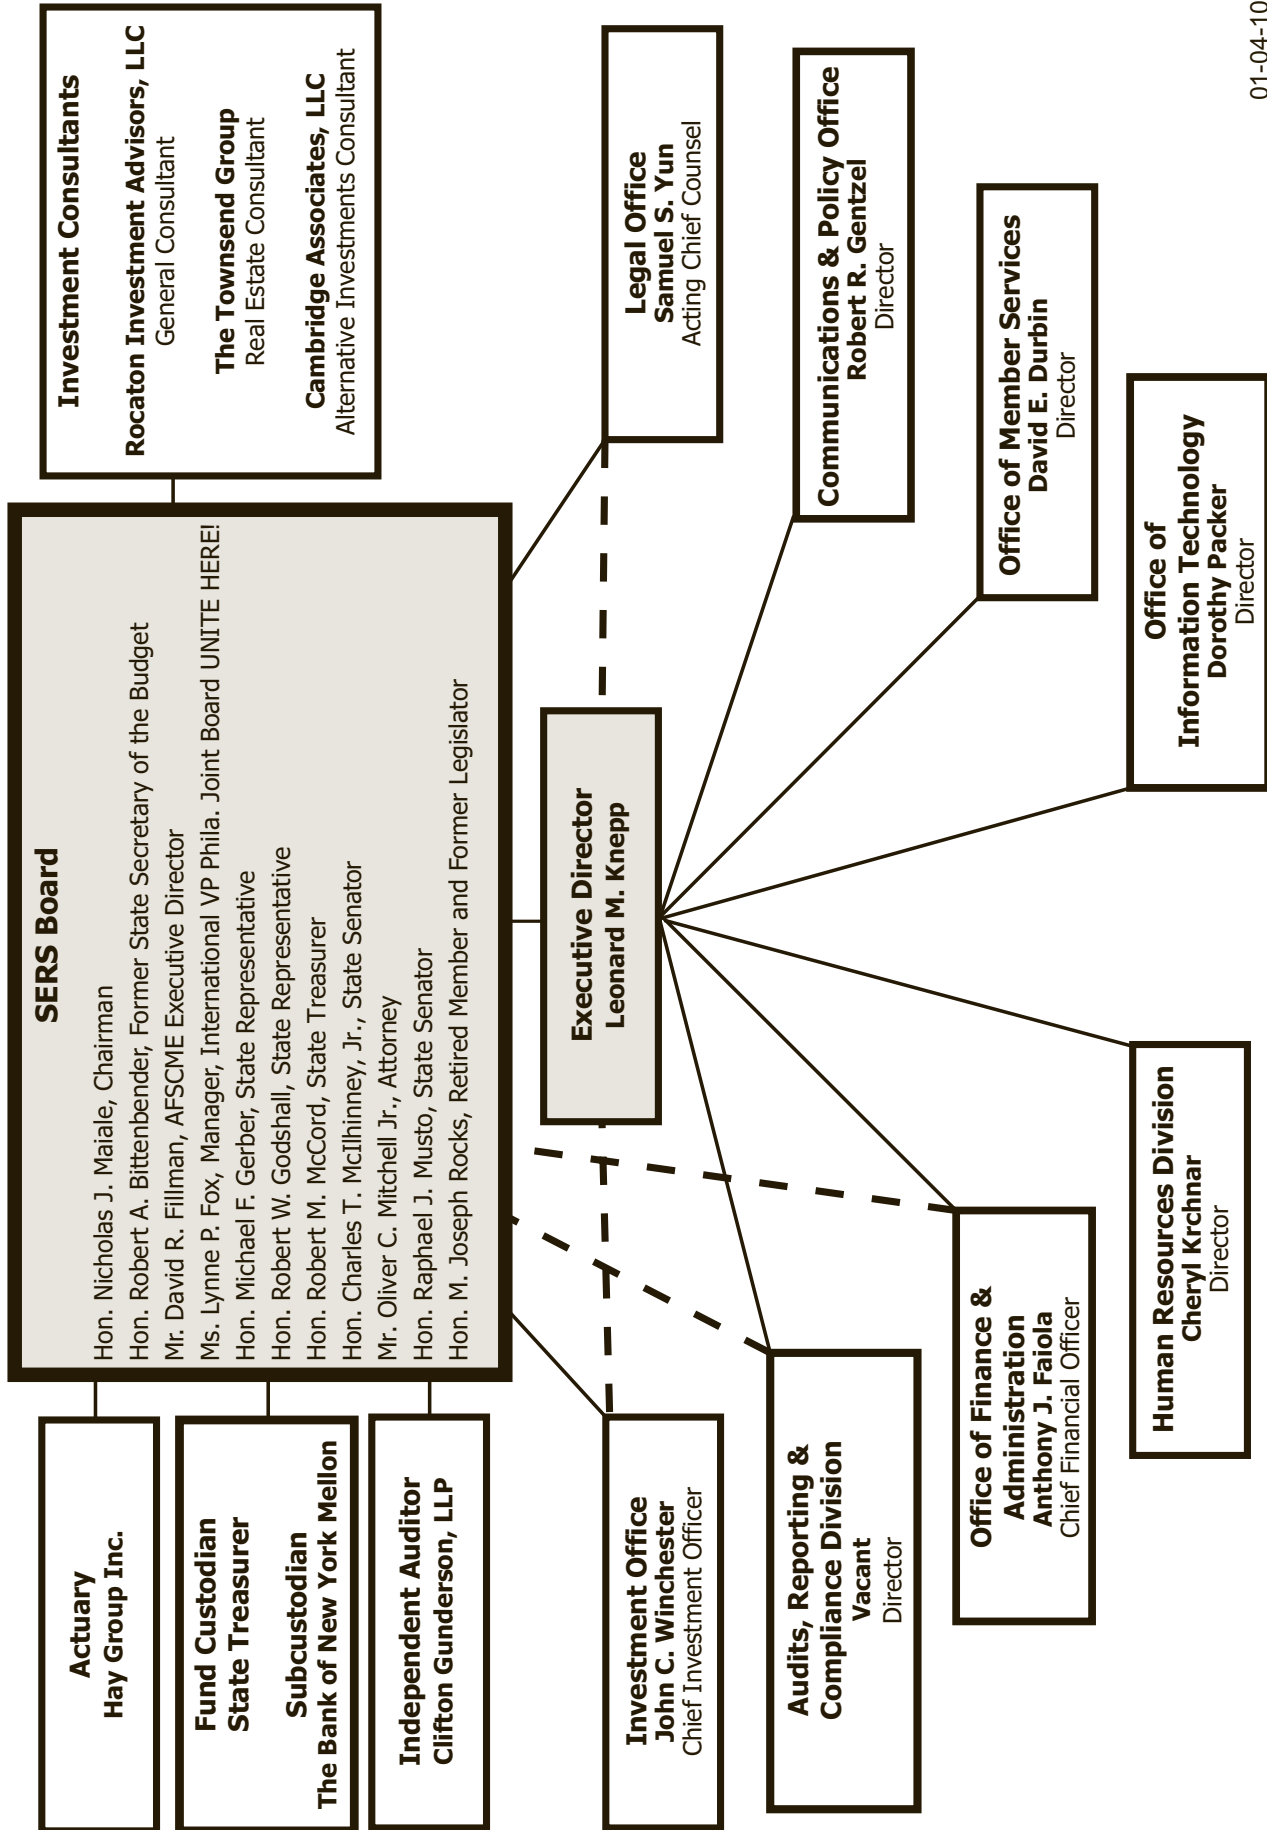 SERS Board
Hon. Nicholas J. Maiale, Chairman
Hon. Robert A. Bittenbender, Former State Secretary of the Budget
Mr. David R. Fillman, AFSCME Executive Director
Ms. Lynne P. Fox, Manager, International VP Phila. Joint Board UNITE HERE!
Hon. Michael F. Gerber, State Representative
Hon. Robert W. Godshall, State Representative
Hon. Robert M. McCord, State Treasurer
Hon. Charles T. McIlhinney, Jr., State Senator
Mr. Oliver C. Mitchell Jr., Attorney
Hon. Raphael J. Musto, State Senator
Hon. M. Joseph Rocks, Retired Member and Former Legislator
Actuary
Hay Group Inc.
Fund Custodian
State Treasurer
Subcustodian
The Bank of New York Mellon
Independent Auditor
Clifton Gunderson, LLP
Investment Consultants
Rocaton Investment Advisors, LLC
General Consultant
The Townsend Group
Real Estate Consultant
Cambridge Associates, LLC
Alternative Investments Consultant
Executive Director
Leonard M. Knepp
Investment Office
John C. Winchester
Chief Investment Officer
Legal Office
Samuel S. Yun
Acting Chief Counsel
Audits, Reporting &
Compliance Division
Vacant
Director
Communications & Policy Office
Robert R. Gentzel
Director
Office of Finance &
Administration
Anthony J. Faiola
Chief Financial Officer
Office of Member Services
David E. Durbin
Director
Human Resources Division
Cheryl Krchnar
Director
Office of
Information Technology
Dorothy Packer
Director
01-04-10